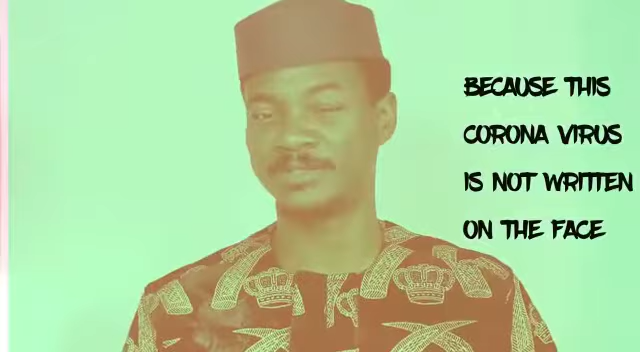 BECAUSE THIS
CORONA VIRUS
IS NOT WRITTEN
ON THE FACE